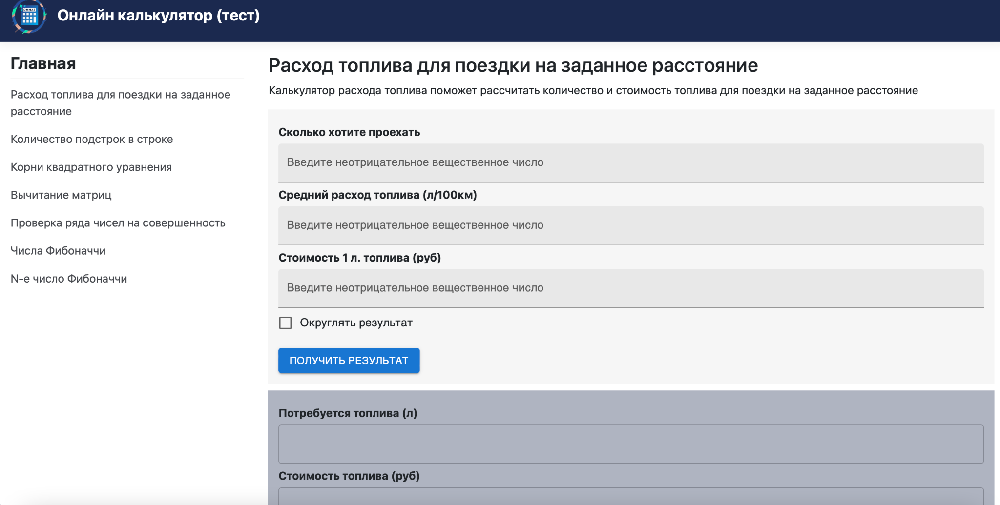 OMMAT
Онлайн калькулятор (тест)
Главная
Расход топлива для поездки на заданное
расстояние
Количество подстрок в строке
Корни квадратного уравнения
Вычитание матриц
Проверка ряда чисел на совершенность
Числа Фибоначчи
N-е число Фибоначчи
Расход топлива для поездки на заданное расстояние
Калькулятор расхода топлива поможет рассчитать количество и стоимость топлива для поездки на заданное расстояние
Сколько хотите проехать
Введите неотрицательное вещественное число
Средний расход топлива (л/100км)
Введите неотрицательное вещественное число
Стоимость 1 л. топлива (руб)
Введите неотрицательное вещественное число
Округлять результат
ПОЛУЧИТЬ РЕЗУЛЬТАТ
Потребуется топлива (л)
Стоимость топлива (руб)